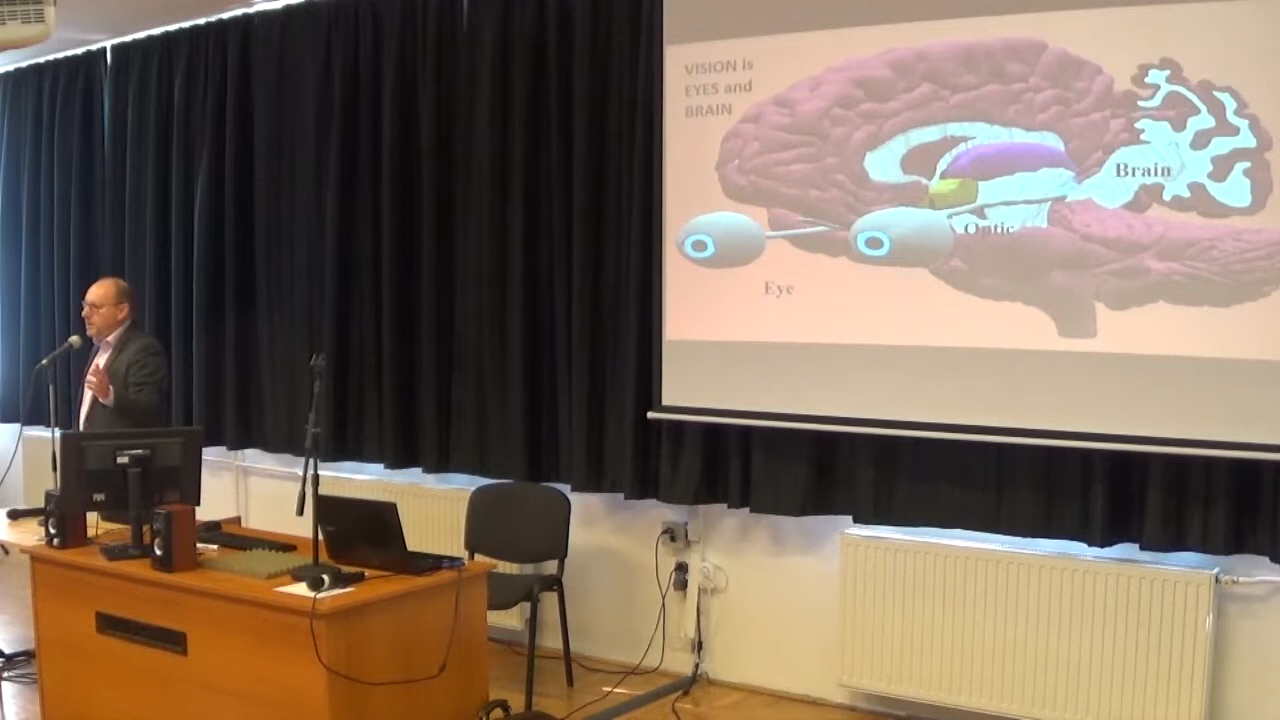 VISION is
EYES and
BRAIN
Brain
Optic
Eye